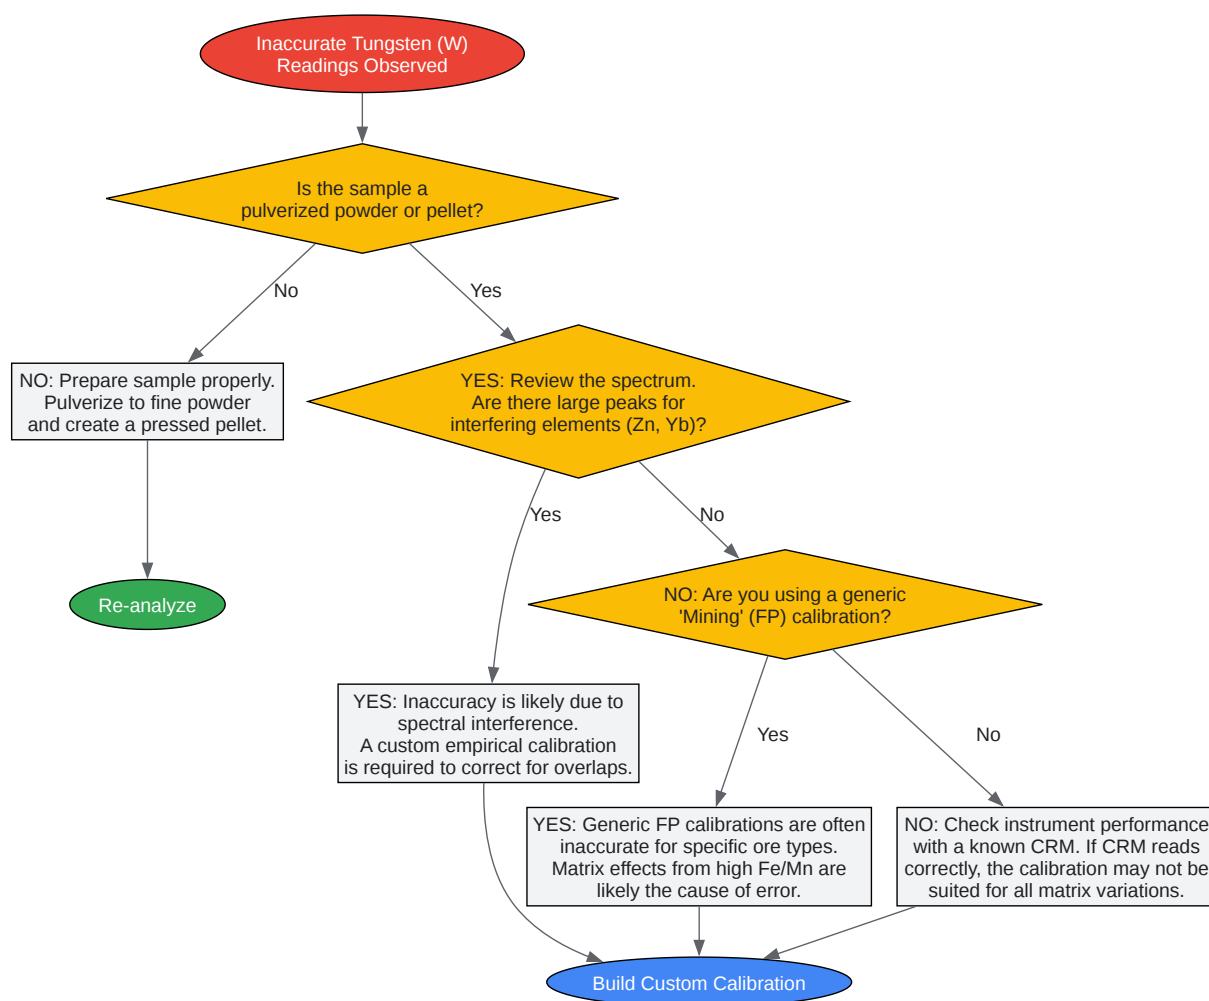 Inaccurate Tungsten (W)
Readings Observed
Is the sample a
pulverized powder or pellet?
No
Yes
NO: Prepare sample properly.
Pulverize to fine powder
and create a pressed pellet.
YES: Review the spectrum.
Are there large peaks for
interfering elements (Zn, Yb)?
Yes
No
Re-analyze
NO: Are you using a generic
'Mining' (FP) calibration?
YES: Inaccuracy is likely due to
spectral interference.
A custom empirical calibration
is required to correct for overlaps.
Yes
No
YES: Generic FP calibrations are often
inaccurate for specific ore types.
Matrix effects from high Fe/Mn are
likely the cause of error.
NO: Check instrument performance
with a known CRM. If CRM reads
correctly, the calibration may not be
suited for all matrix variations.
Build Custom Calibration